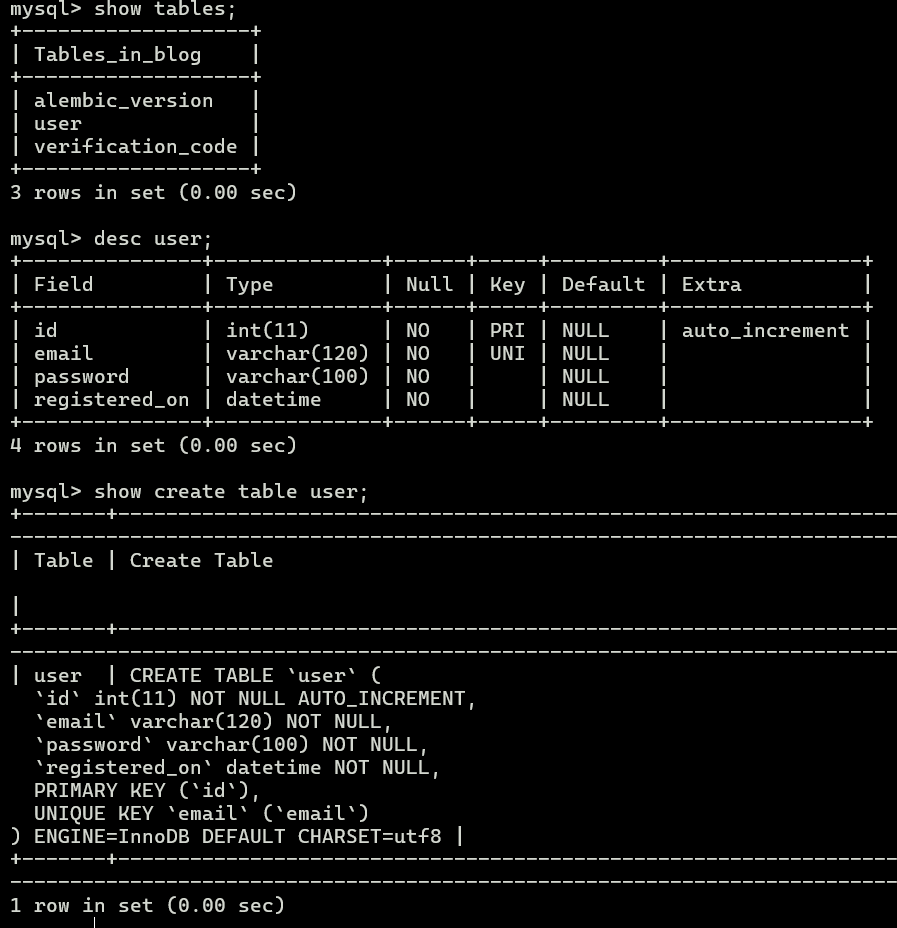 mysql> show tables;
+-------------------+
| Tables_in_blog    |
+-------------------+
| alembic_version   |
| user              |
| verification_code |
+-------------------+
3 rows in set (0.00 sec)
mysql> desc user;
+---------------+--------------+------+-----+---------+----------------+
| Field         | Type         | Null | Key | Default | Extra          |
+---------------+--------------+------+-----+---------+----------------+
| id            | int(11)      | NO   | PRI | NULL    | auto_increment |
| email         | varchar(120) | NO   | UNI | NULL    |                |
| password      | varchar(100) | NO   |     | NULL    |                |
| registered_on | datetime     | NO   |     | NULL    |                |
+---------------+--------------+------+-----+---------+----------------+
4 rows in set (0.00 sec)
mysql> show create table user;
+-------+------------------------------------------------------------------
--------------------------------------------------------------------------
| Table | Create Table
|
+-------+------------------------------------------------------------------
--------------------------------------------------------------------------
| user  | CREATE TABLE `user` (
  `id` int(11) NOT NULL AUTO_INCREMENT,
  `email` varchar(120) NOT NULL,
  `password` varchar(100) NOT NULL,
  `registered_on` datetime NOT NULL,
  PRIMARY KEY (`id`),
  UNIQUE KEY `email` (`email`)
) ENGINE=InnoDB DEFAULT CHARSET=utf8 |
+-------+------------------------------------------------------------------
--------------------------------------------------------------------------
1 row in set (0.00 sec)